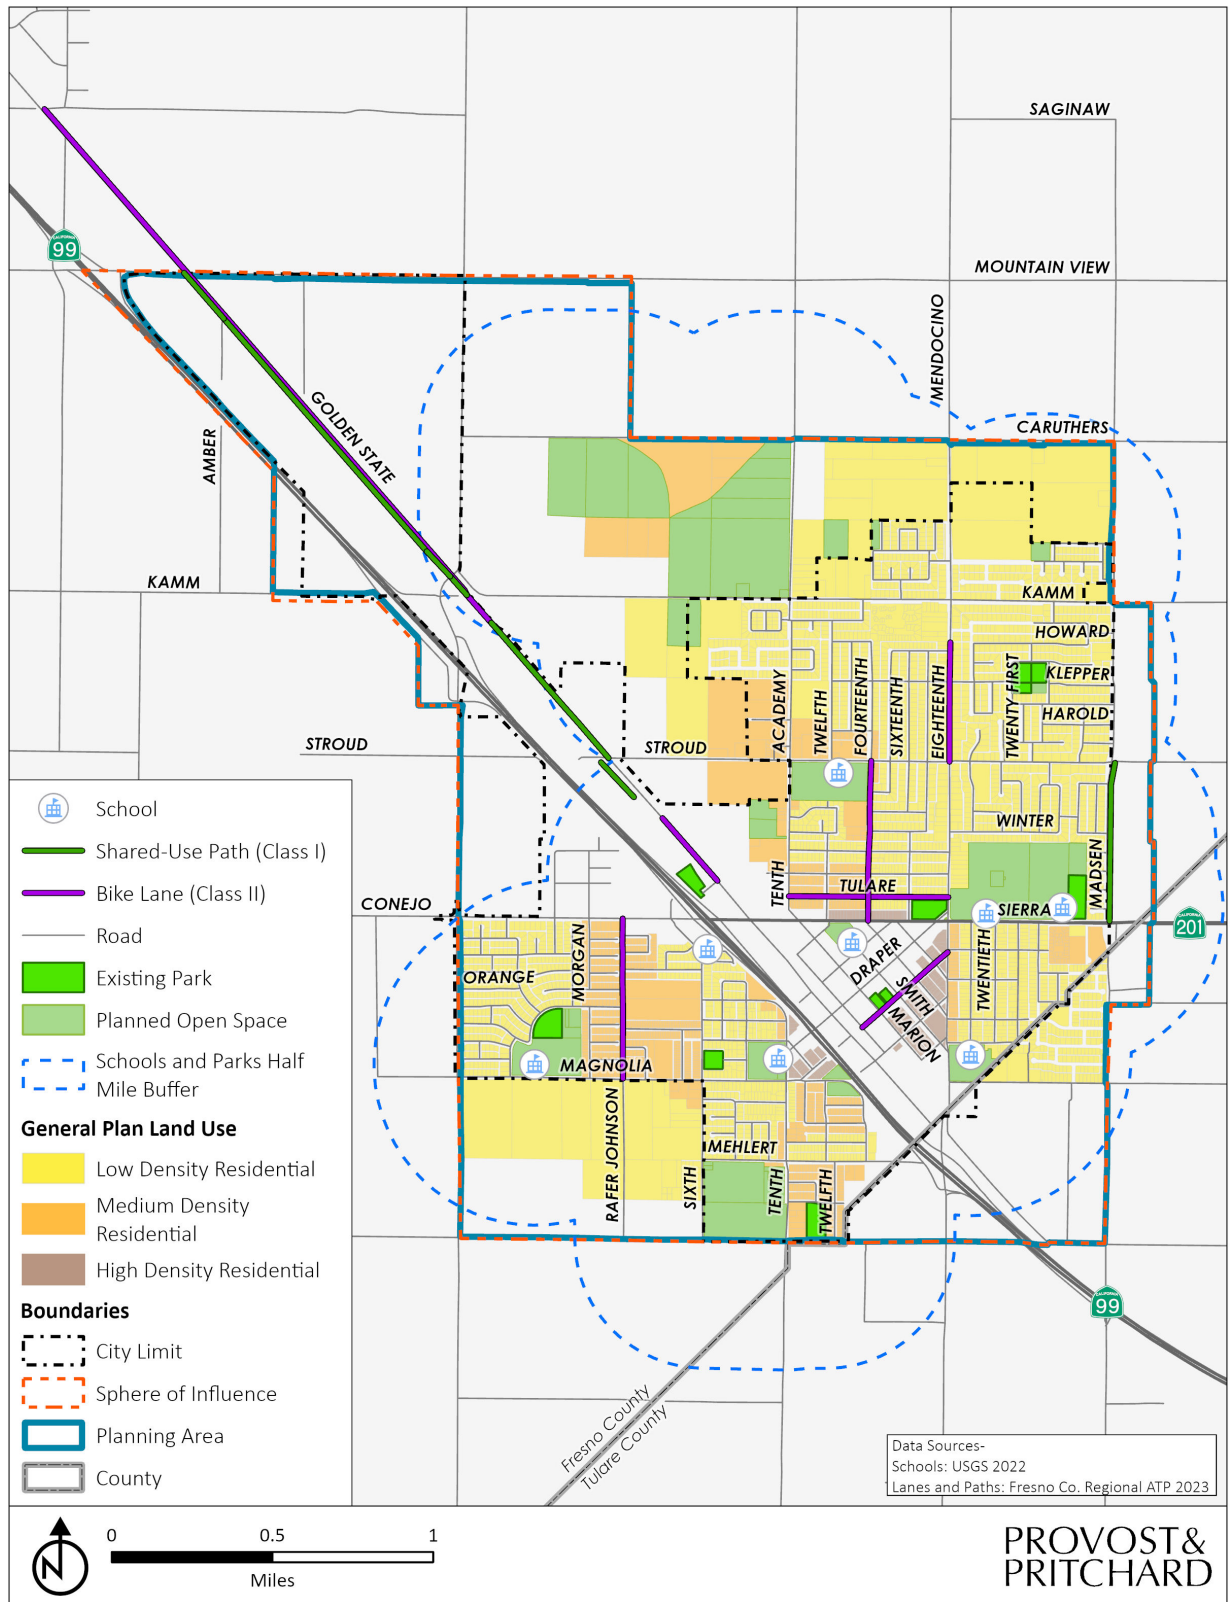 SAGINAW
CALIFORNIA
99
MOUNTAIN VIEW
MENDOCINO
GOLDEN STATE
CARUTHERS
AMBER
KAMM
KAMM
HOWARD
KLEPPER
HAROLD
ACADEMY
TWELFTH
FOURTEENTH
SIXTEENTH
EIGHTEENTH
TWENTY FIRST
STROUD
STROUD
WINTER
MADSEN
TENTH
TULARE
SIERRA
CONEJO
CALIFORNIA
201
ORANGE
MORGAN
DRAPER
SMITH
MARION
TWENTIETH
MAGNOLIA
RAFER JOHNSON
SIXTH
MEHLERT
TENTH
TWELFTH
CALIFORNIA
99
Fresno County
Tulare County
School
Shared-Use Path (Class I)
Bike Lane (Class II)
Road
Existing Park
Planned Open Space
Schools and Parks Half
Mile Buffer
General Plan Land Use
Low Density Residential
Medium Density
Residential
High Density Residential
Boundaries
City Limit
Sphere of Influence
Planning Area
County
Data Sources-
Schools: USGS 2022
Lanes and Paths: Fresno Co. Regional ATP 2023
N
0 0.5 1
Miles
PROVOST&
PRITCHARD